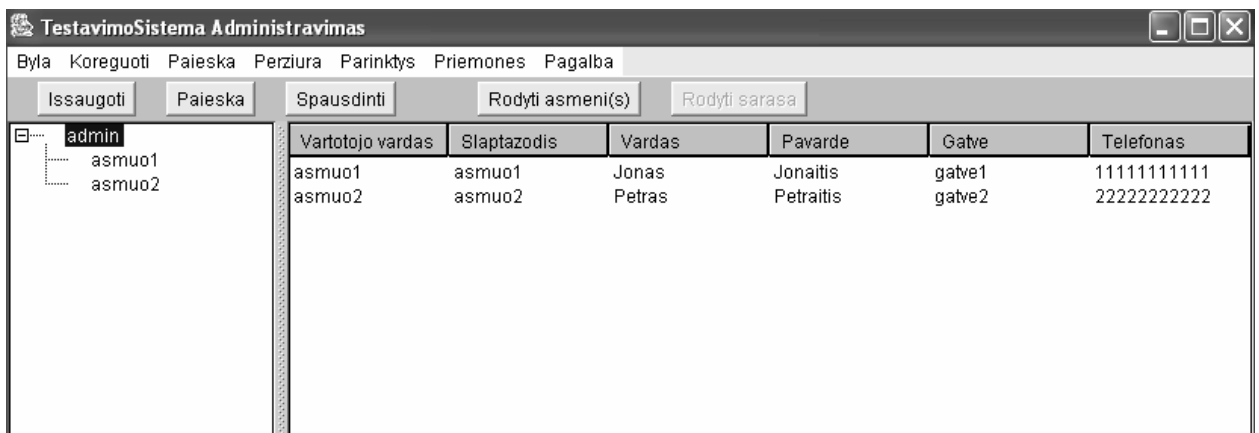 TestavimoSistema Administravimas
Byla Koreguoti Paieska Perziura Parinktys Priemones Pagalba
Issaugoti Paieska Spausdinti Rodyti asmeni(s) Rodyti sarasa
admin
asmuo1
asmuo2
Vartotojo vardas Slaptazodis Vardas Pavarde Gatve Telefonas
asmuo1 asmuo1 Jonas Jonaitis gatve1 11111111111
asmuo2 asmuo2 Petras Petraitis gatve2 22222222222